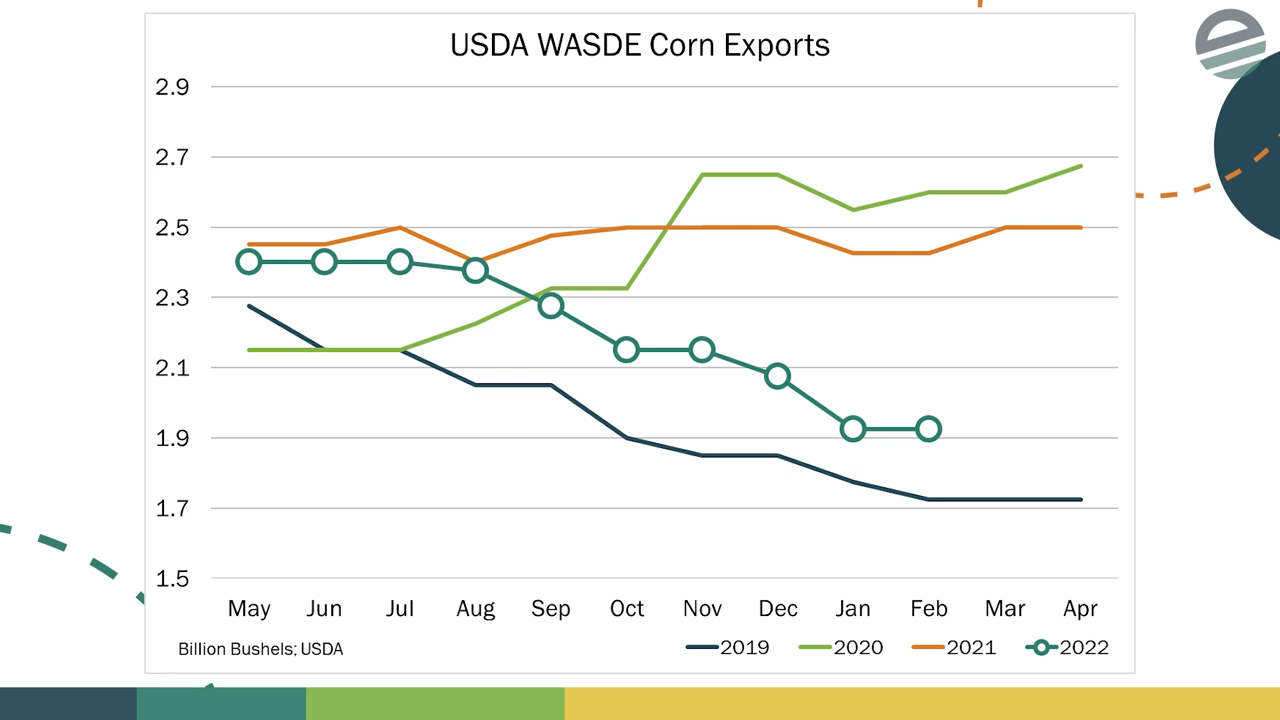 USDA WASDE Corn Exports
2.9
2.7
2.5
2.3
2.1
1.9
1.7
1.5
May Jun Jul Aug Sep Oct Nov Dec Jan Feb Mar Apr
Billion Bushels; USDA
2019 2020 2021 2022